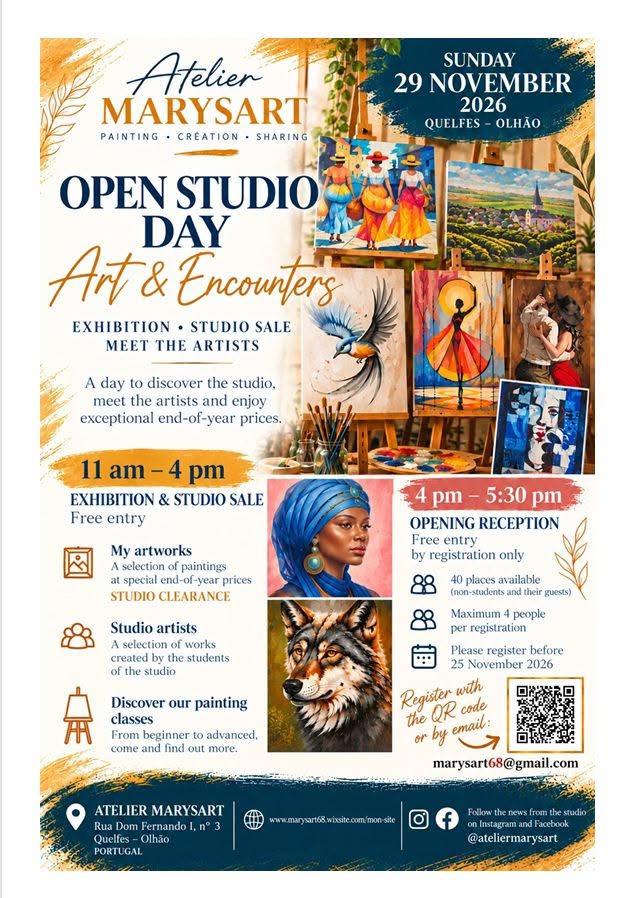 Atelier
MARYSART
PAINTING • CRÉATION • SHARING
SUNDAY
29 NOVEMBER
2026
QUELFES – OLHÃO
OPEN STUDIO
DAY
Art & Encounters
EXHIBITION • STUDIO SALE
MEET THE ARTISTS
A day to discover the studio,
meet the artists and enjoy
exceptional end-of-year prices.
11 am – 4 pm
EXHIBITION & STUDIO SALE
Free entry
My artworks
A selection of paintings
at special end-of-year prices
STUDIO CLEARANCE
Studio artists
A selection of works
created by the students
of the studio
Discover our painting
classes
From beginner to advanced,
come and find out more.
4 pm – 5:30 pm
OPENING RECEPTION
Free entry
by registration only
40 places available
(non-students and their guests)
Maximum 4 people
per registration
Please register before
25 November 2026
Register with
the QR code
or by email:
marysart68@gmail.com
ATELIER MARYSART
Rua Dom Fernando I, nº 3
Quelfes – Olhão
PORTUGAL
www.marysart68.wixsite.com/mon-site
Follow the news from the studio
on Instagram and Facebook
@ateliermarysart